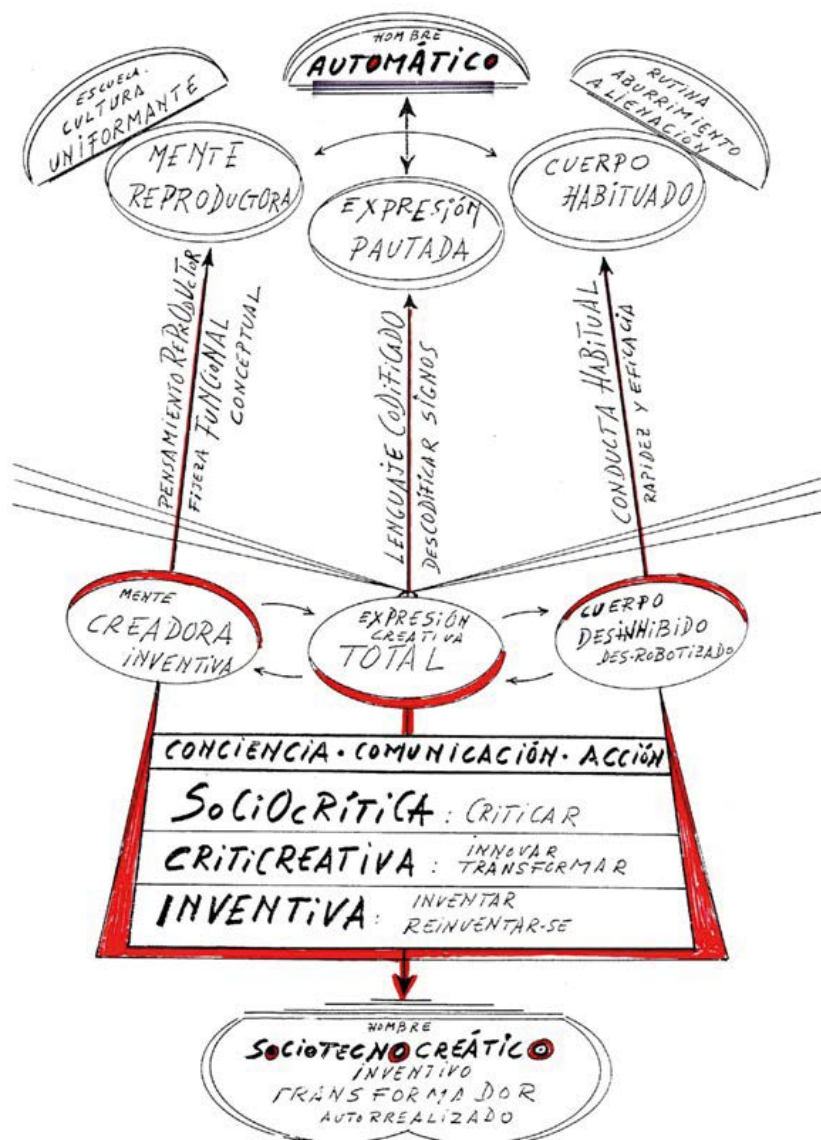 HOMBRE
AUTOMÁTICO
ESCUELA.
CULTURA
UNIFORMANTE
RUTINA
ABURRIMIENTO
ALIENACIÓN
MENTE
REPRODUCTORA
EXPRESIÓN
PAUTADA
CUERPO
HABITUADO
PENSAMIENTO REPRODUCTOR
FIJEZA FUNCIONAL
CONCEPTUAL
LENGUAJE CODIFICADO
DESCODIFICAR SIGNOS
CONDUCTA HABITUAL
RAPIDEZ Y EFICACIA
MENTE
CREADORA
INVENTIVA
EXPRESIÓN
CREATIVA
TOTAL
CUERPO
DESINHIBIDO
DES-ROBOTIZADO
CONCIENCIA · COMUNICACIÓN · ACCIÓN
SOCIOCRÍTICA : CRITICAR
CRITICREATIVA : INNOVAR
TRANSFORMAR
INVENTIVA : INVENTAR
REINVENTAR-SE
HOMBRE
SOCIOTECNOCREÁTICO
INVENTIVO
TRANSFORMADOR
AUTORREALIZADO